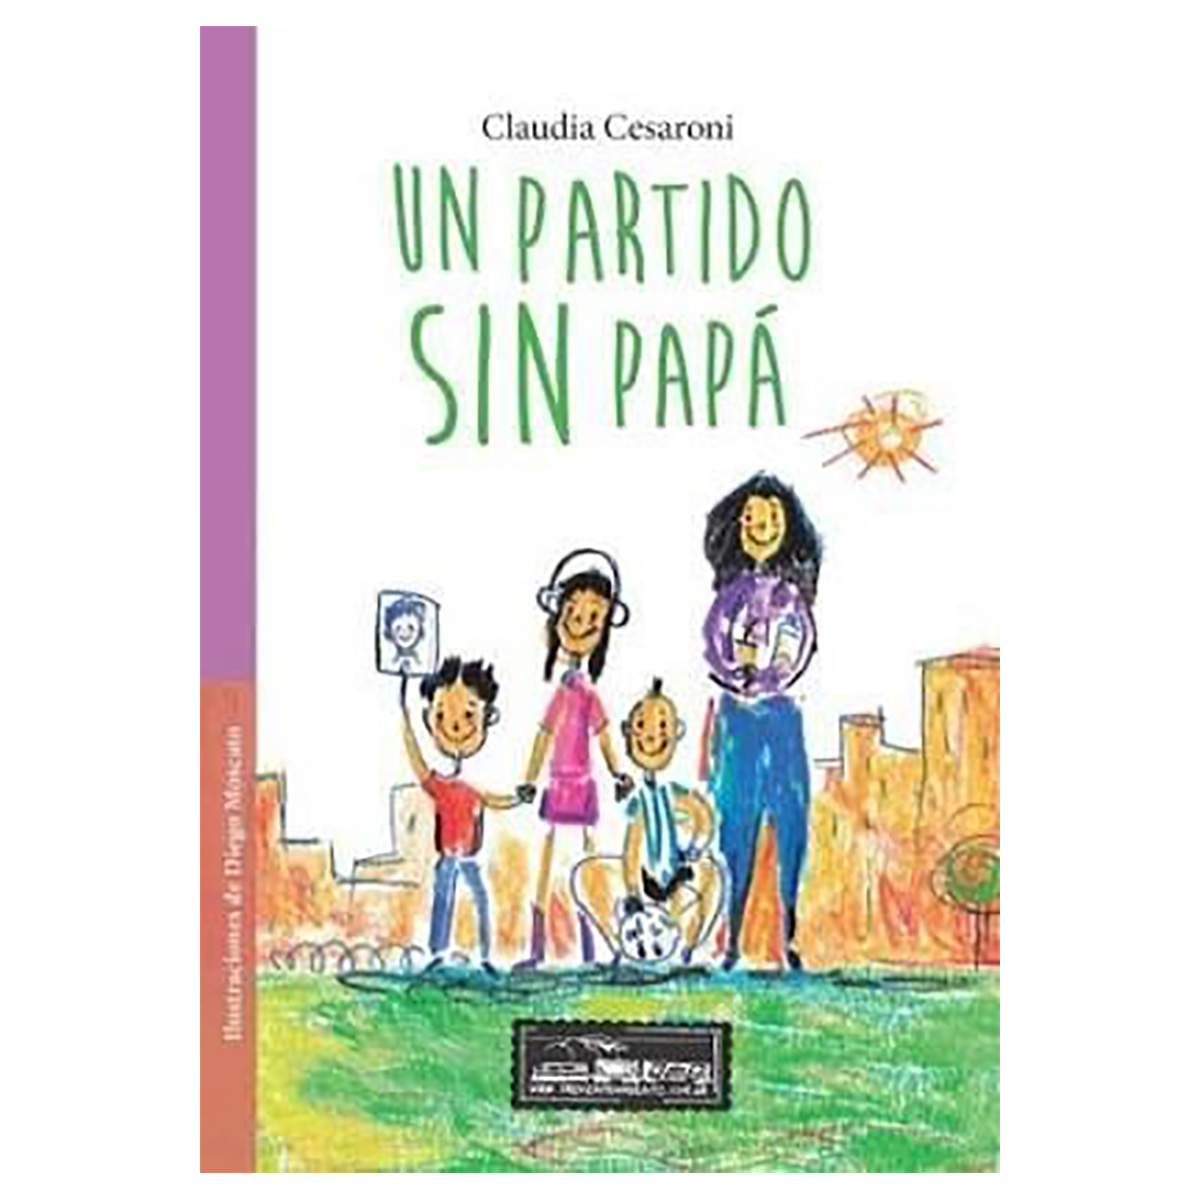 Claudia Cesaroni
UN PARTIDO
SIN PAPÁ
Ilustraciones de Diego Moscato